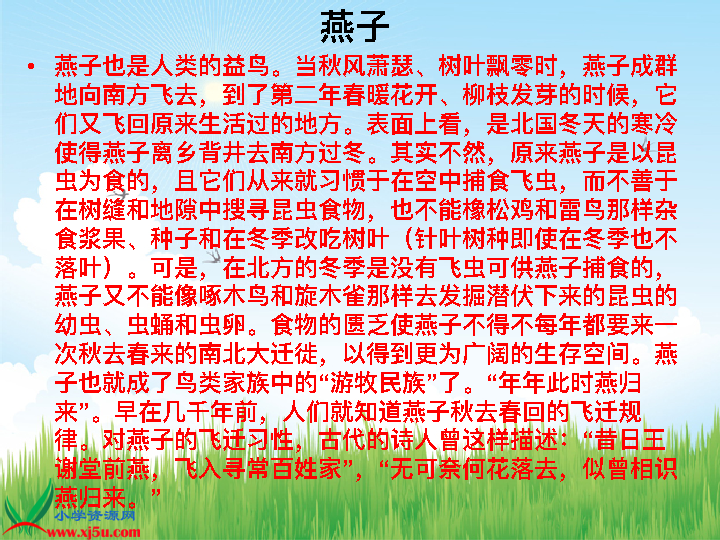 燕子
• 燕子也是人类的益鸟。当秋风萧瑟、树叶飘零时，燕子成群
地向南方飞去，到了第二年春暖花开、柳枝发芽的时候，它
们又飞回原来生活过的地方。表面上看，是北国冬天的寒冷
使得燕子离乡背井去南方过冬。其实不然，原来燕子是以昆
虫为食的，且它们从来就习惯于在空中捕食飞虫，而不善于
在树缝和地隙中搜寻昆虫食物，也不能橡松鸡和雷鸟那样杂
食浆果、种子和在冬季改吃树叶（针叶树种即使在冬季也不
落叶）。可是，在北方的冬季是没有飞虫可供燕子捕食的，
燕子又不能像啄木鸟和旋木雀那样去发掘潜伏下来的昆虫的
幼虫、虫蛹和虫卵。食物的匮乏使燕子不得不每年都要来一
次秋去春来的南北大迁徙，以得到更为广阔的生存空间。燕
子也就成了鸟类家族中的“游牧民族”了。“年年此时燕归
来”。早在几千年前，人们就知道燕子秋去春回的飞迁规
律。对燕子的飞迁习性，古代的诗人曾这样描述：“昔日王
谢堂前燕，飞入寻常百姓家”，“无可奈何花落去，似曾相识
燕归来。”
小学资源网
www.xj5u.com